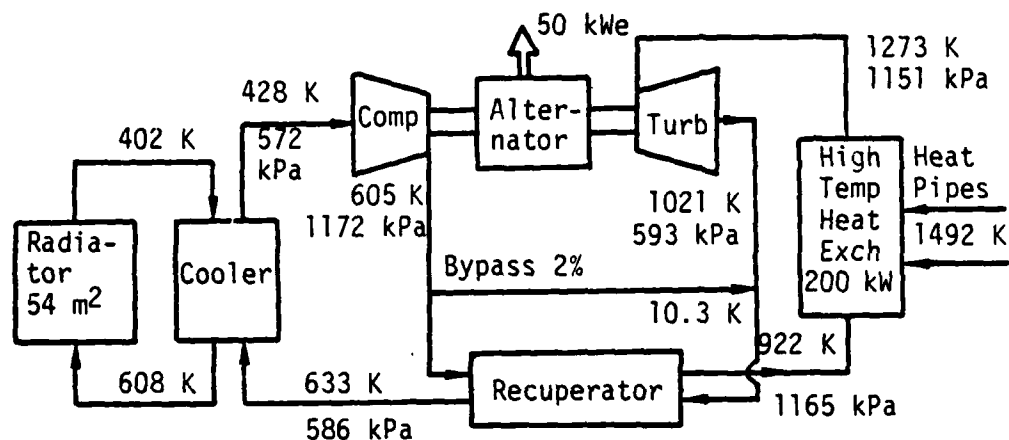 50 kWe
1273 K
1151 kPa
428 K
Comp
Alter-
nator
Turb
572
kPa
402 K
High
Temp
Heat
Exch
200 kW
Heat
Pipes
1492 K
605 K
1172 kPa
1021 K
593 kPa
Radia-
tor
54 m2
Cooler
Bypass 2%
10.3 K
922 K
608 K
633 K
586 kPa
Recuperator
1165 kPa